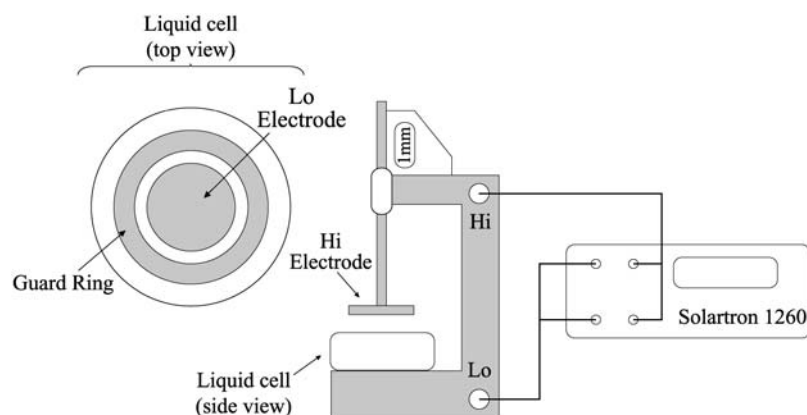 Liquid cell
(top view)
Lo
Electrode
Guard Ring
1mm
Hi
Hi
Electrode
Lo
Liquid cell
(side view)
Solartron 1260